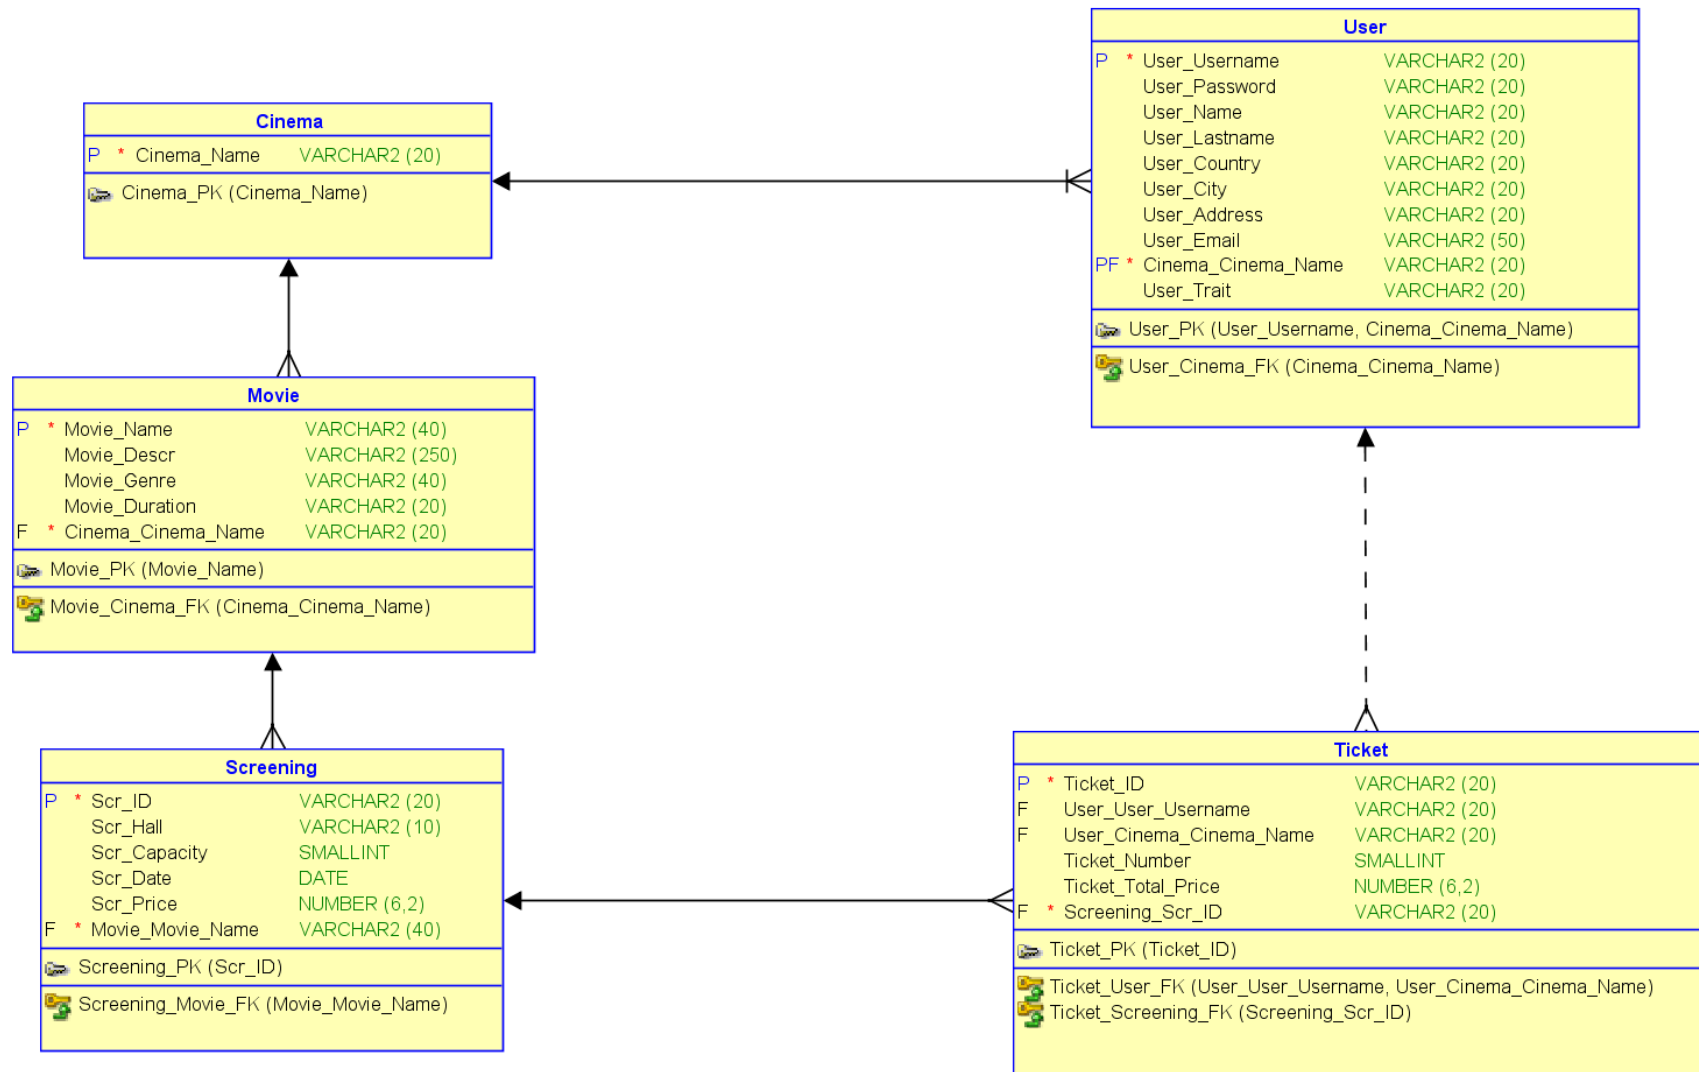 Cinema
P * Cinema_Name VARCHAR2 (20)
Cinema_PK (Cinema_Name)
User
P * User_Username VARCHAR2 (20)
User_Password VARCHAR2 (20)
User_Name VARCHAR2 (20)
User_Lastname VARCHAR2 (20)
User_Country VARCHAR2 (20)
User_City VARCHAR2 (20)
User_Address VARCHAR2 (20)
User_Email VARCHAR2 (50)
PF * Cinema_Cinema_Name VARCHAR2 (20)
User_Trait VARCHAR2 (20)
User_PK (User_Username, Cinema_Cinema_Name)
User_Cinema_FK (Cinema_Cinema_Name)
Movie
P * Movie_Name VARCHAR2 (40)
Movie_Descr VARCHAR2 (250)
Movie_Genre VARCHAR2 (40)
Movie_Duration VARCHAR2 (20)
F * Cinema_Cinema_Name VARCHAR2 (20)
Movie_PK (Movie_Name)
Movie_Cinema_FK (Cinema_Cinema_Name)
Screening
P * Scr_ID VARCHAR2 (20)
Scr_Hall VARCHAR2 (10)
Scr_Capacity SMALLINT
Scr_Date DATE
Scr_Price NUMBER (6,2)
F * Movie_Movie_Name VARCHAR2 (40)
Screening_PK (Scr_ID)
Screening_Movie_FK (Movie_Movie_Name)
Ticket
P * Ticket_ID VARCHAR2 (20)
F User_User_Username VARCHAR2 (20)
F User_Cinema_Cinema_Name VARCHAR2 (20)
Ticket_Number SMALLINT
Ticket_Total_Price NUMBER (6,2)
F * Screening_Scr_ID VARCHAR2 (20)
Ticket_PK (Ticket_ID)
Ticket_User_FK (User_User_Username, User_Cinema_Cinema_Name)
Ticket_Screening_FK (Screening_Scr_ID)